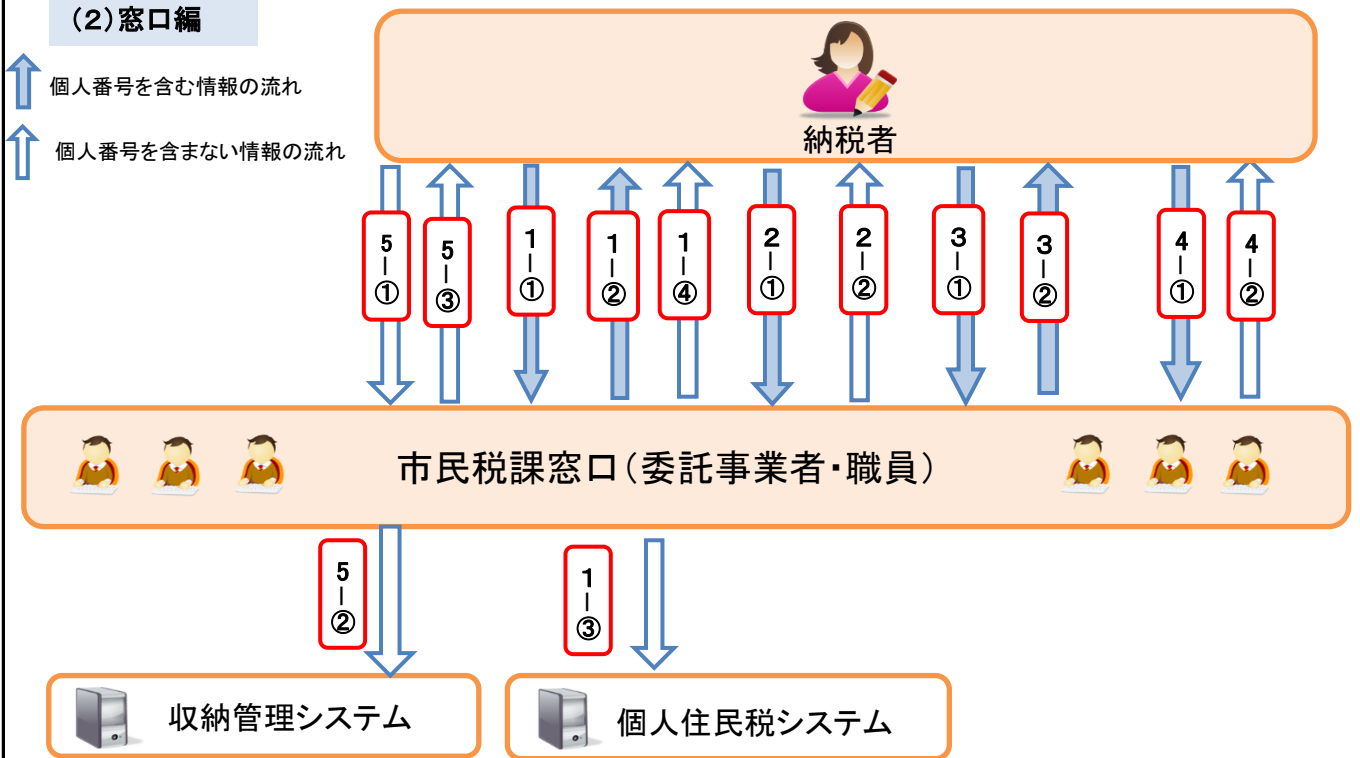 (2)窓口編
個人番号を含む情報の流れ
個人番号を含まない情報の流れ
納税者
5-①
5-③
1-①
1-②
1-④
2-①
2-②
3-①
3-②
4-①
4-②
市民税課窓口(委託事業者・職員)
5-②
1-③
収納管理システム
個人住民税システム